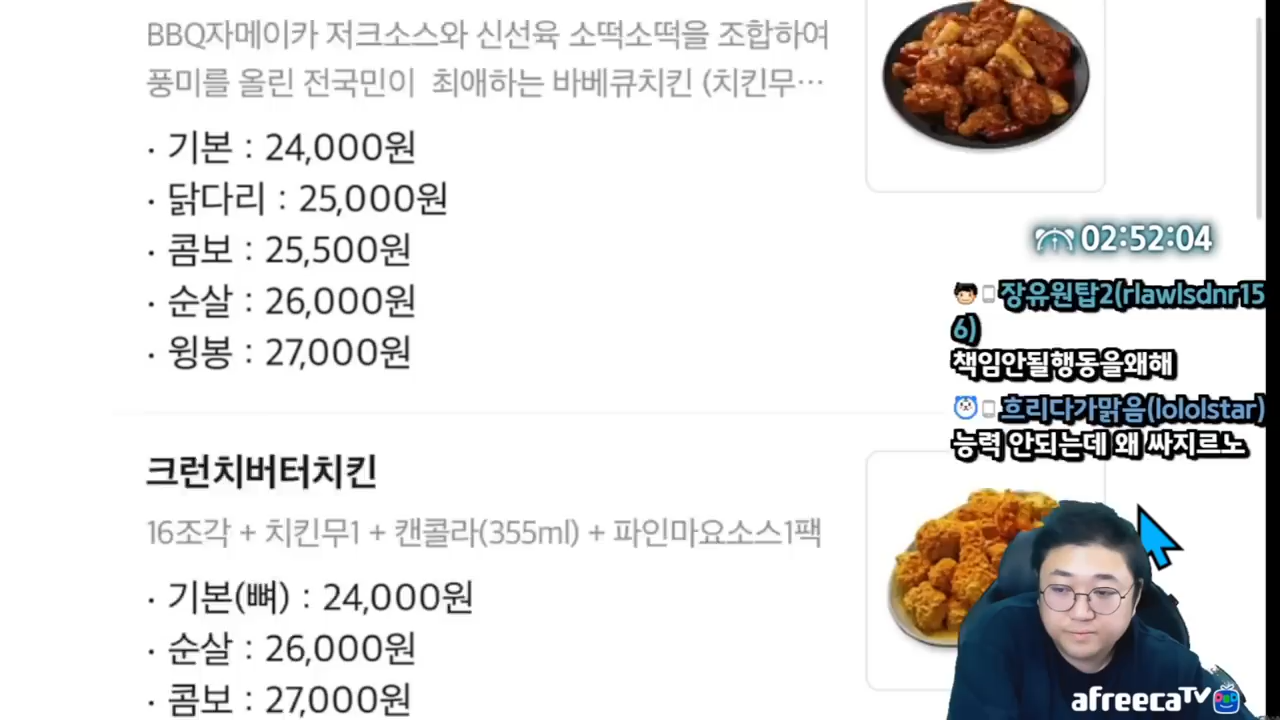 BBQ자메이카 저크소스와 신선육 소떡소떡을 조합하여
풍미를 올린 전국민이 최애하는 바베큐치킨 (치킨무…
· 기본 : 24,000원
· 닭다리 : 25,000원
· 콤보 : 25,500원
· 순살 : 26,000원
· 윙봉 : 27,000원
크런치버터치킨
16조각 + 치킨무1 + 캔콜라(355ml) + 파인마요소스1팩
· 기본(뼈) : 24,000원
· 순살 : 26,000원
· 콤보 : 27,000원
02:52:04
장유원탑2(rlawlsdnr15
6)
책임안될행동을왜해
흐리다가맑음(lololstar)
능력 안되는데 왜 싸지르노
afreecaTV